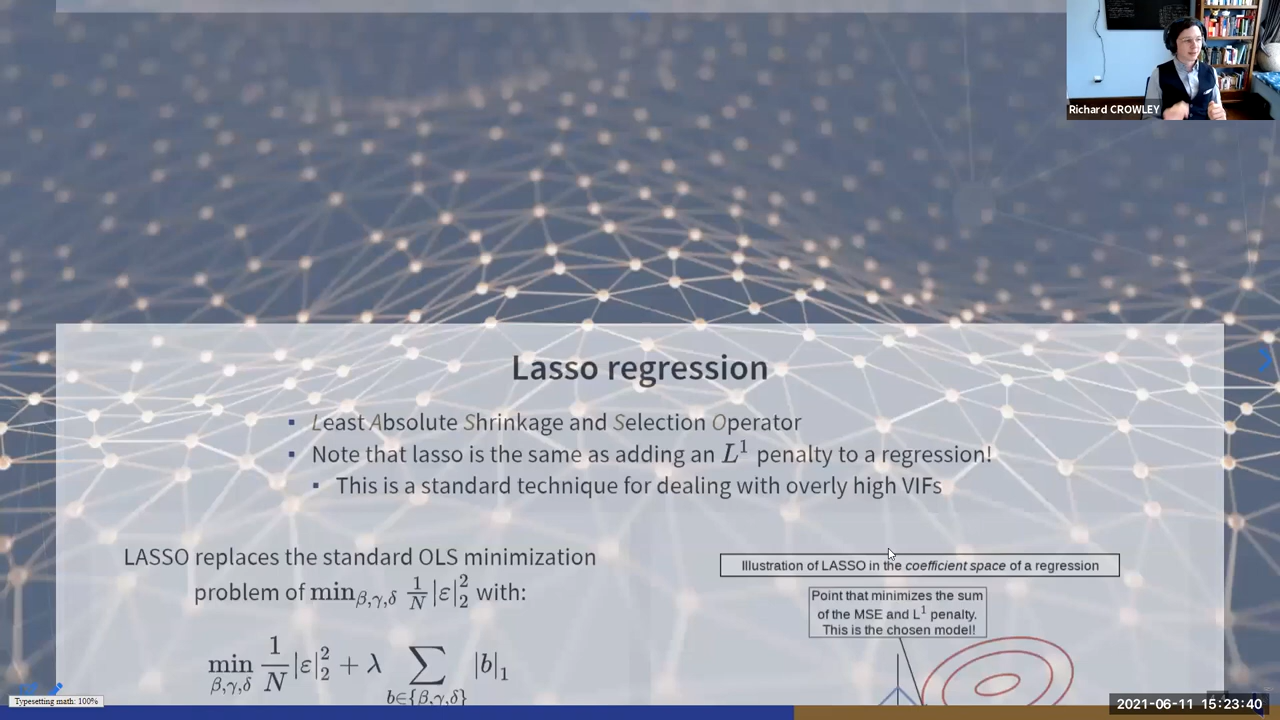 Richard CROWLEY
Lasso regression
Least Absolute Shrinkage and Selection Operator
Note that lasso is the same as adding an L¹ penalty to a regression!
This is a standard technique for dealing with overly high VIFs
LASSO replaces the standard OLS minimization
problem of min_{β,γ,δ} 1/N |ε|₂² with:
min_{β,γ,δ} 1/N |ε|₂² + λ ∑_{b∈{β,γ,δ}} |b|₁
Illustration of LASSO in the coefficient space of a regression
Point that minimizes the sum
of the MSE and L¹ penalty.
This is the chosen model!
Typesetting math: 100%
2021-06-11 15:23:40